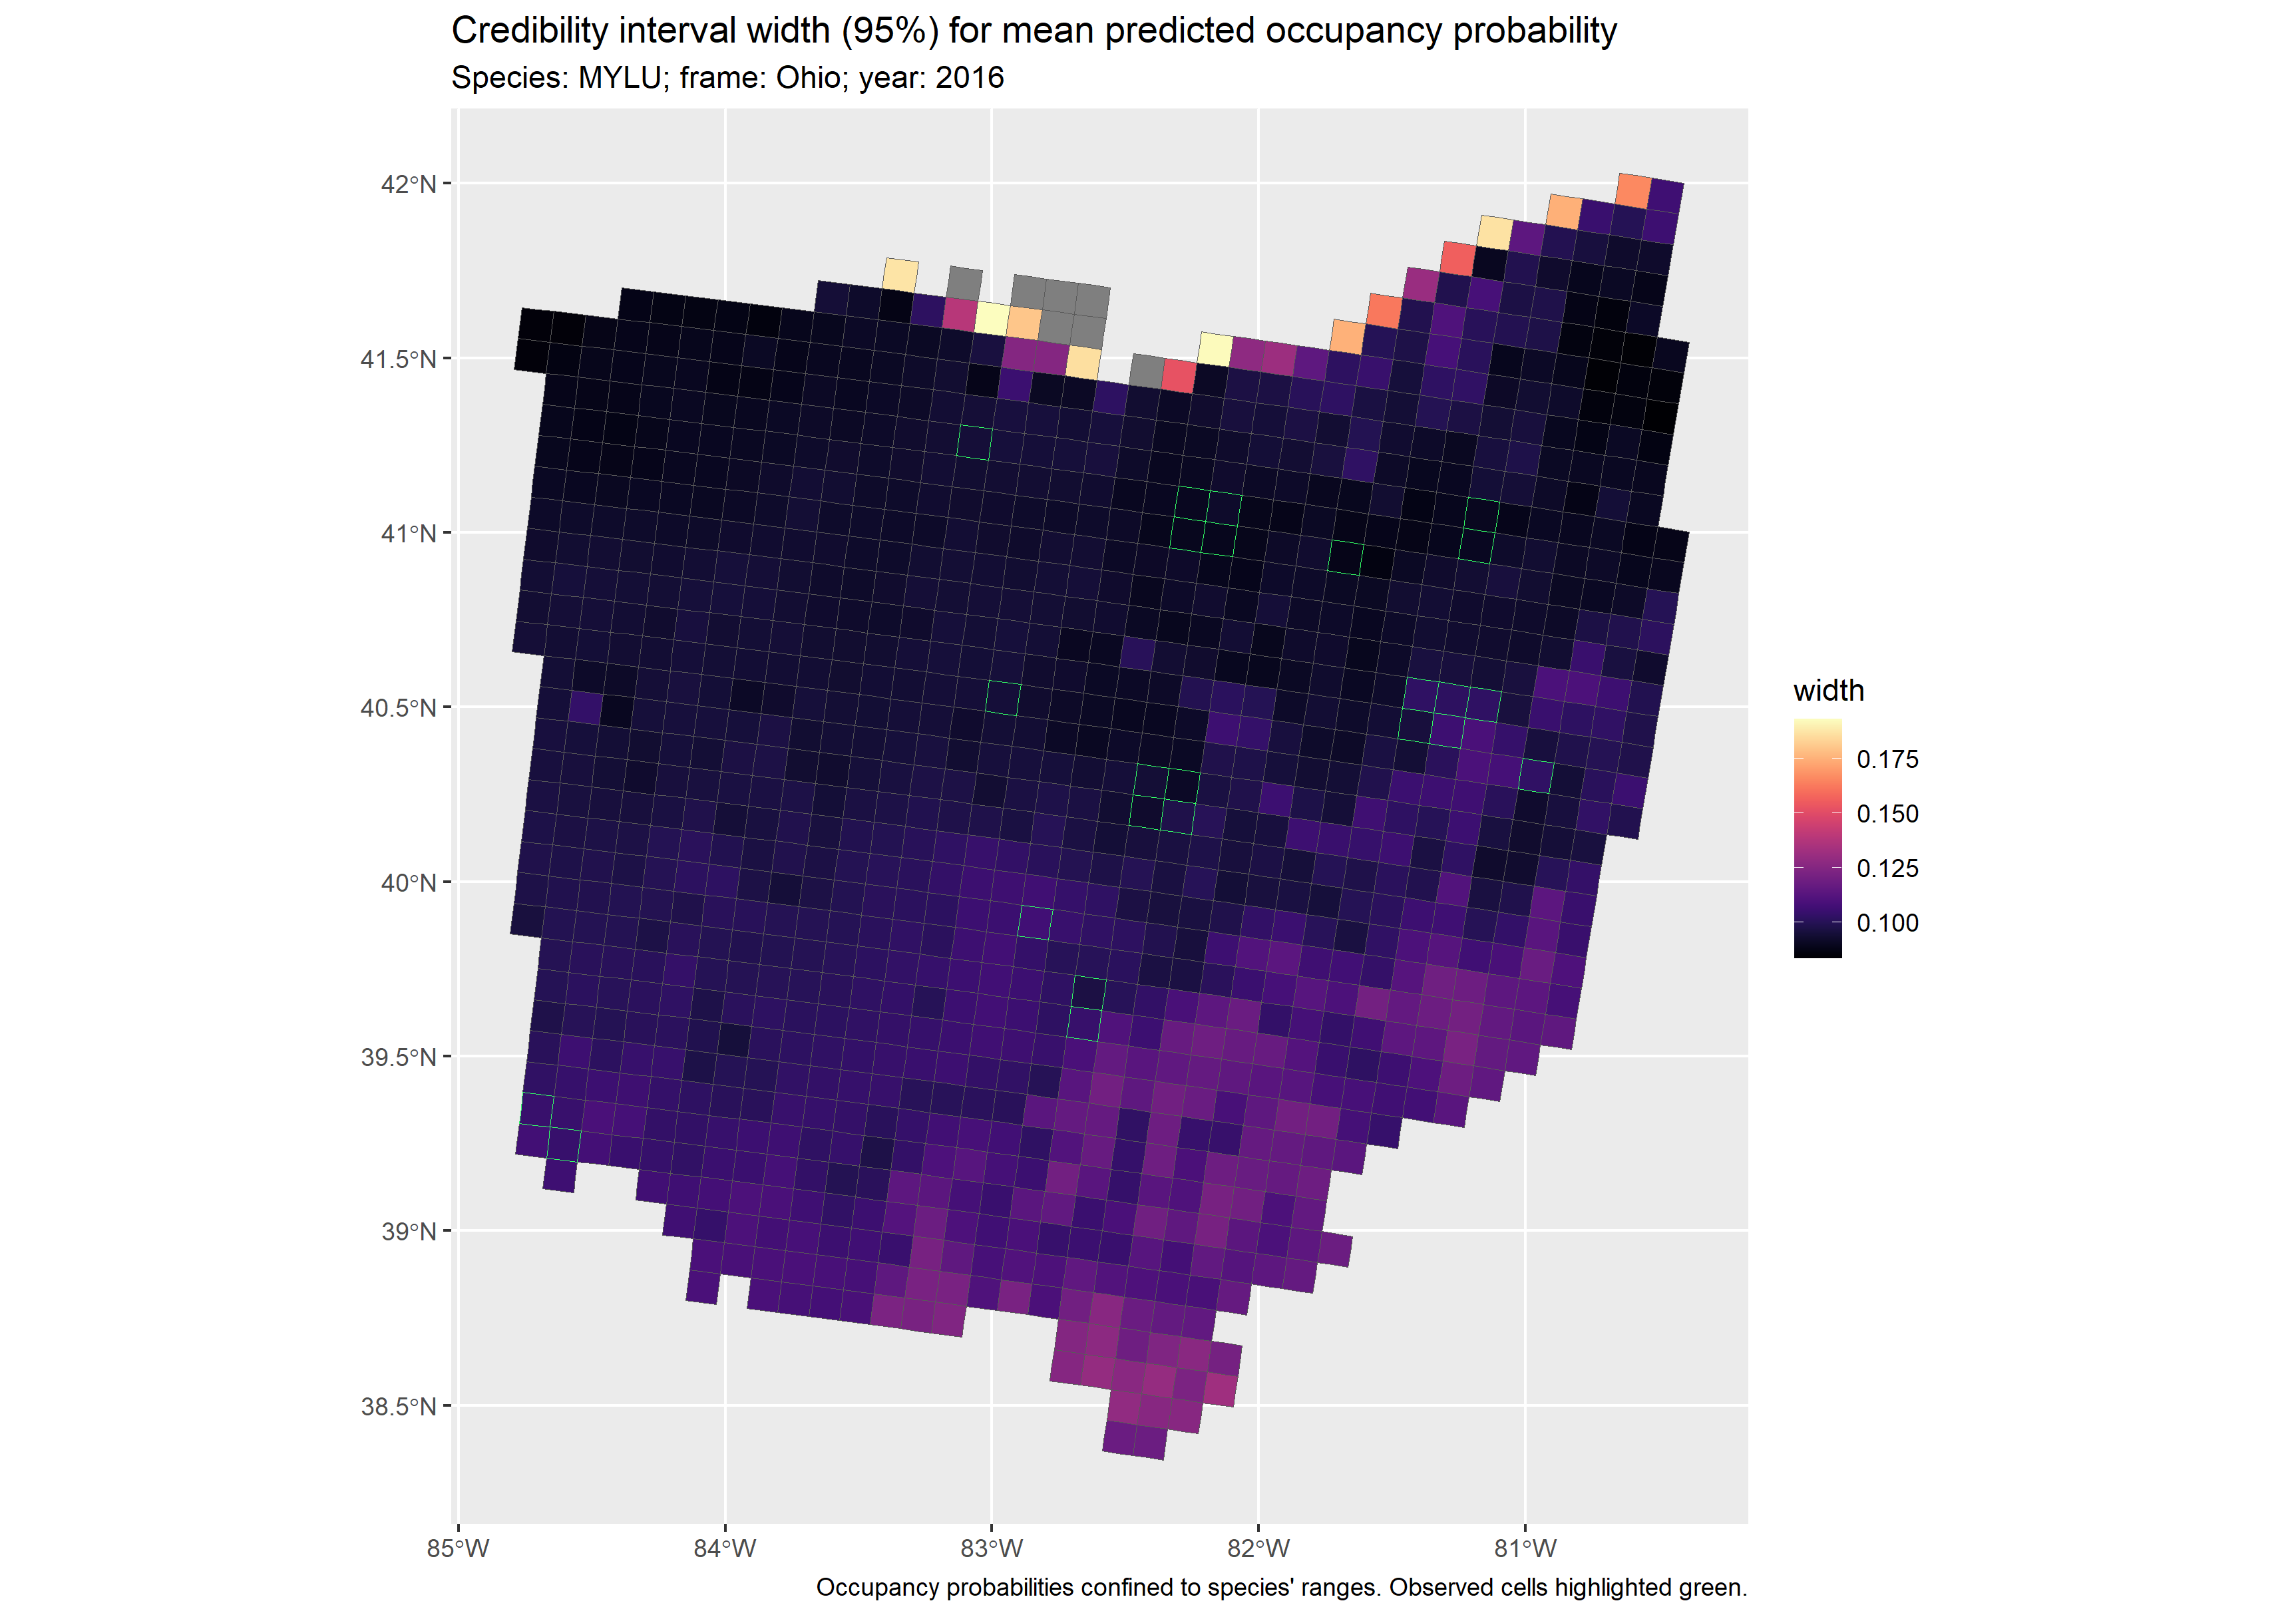 Credibility interval width (95%) for mean predicted occupancy probability
Species: MYLU; frame: Ohio; year: 2016
42°N
41.5°N
41°N
40.5°N
40°N
39.5°N
39°N
38.5°N
85°W
84°W
83°W
82°W
81°W
width
0.175
0.150
0.125
0.100
Occupancy probabilities confined to species' ranges. Observed cells highlighted green.